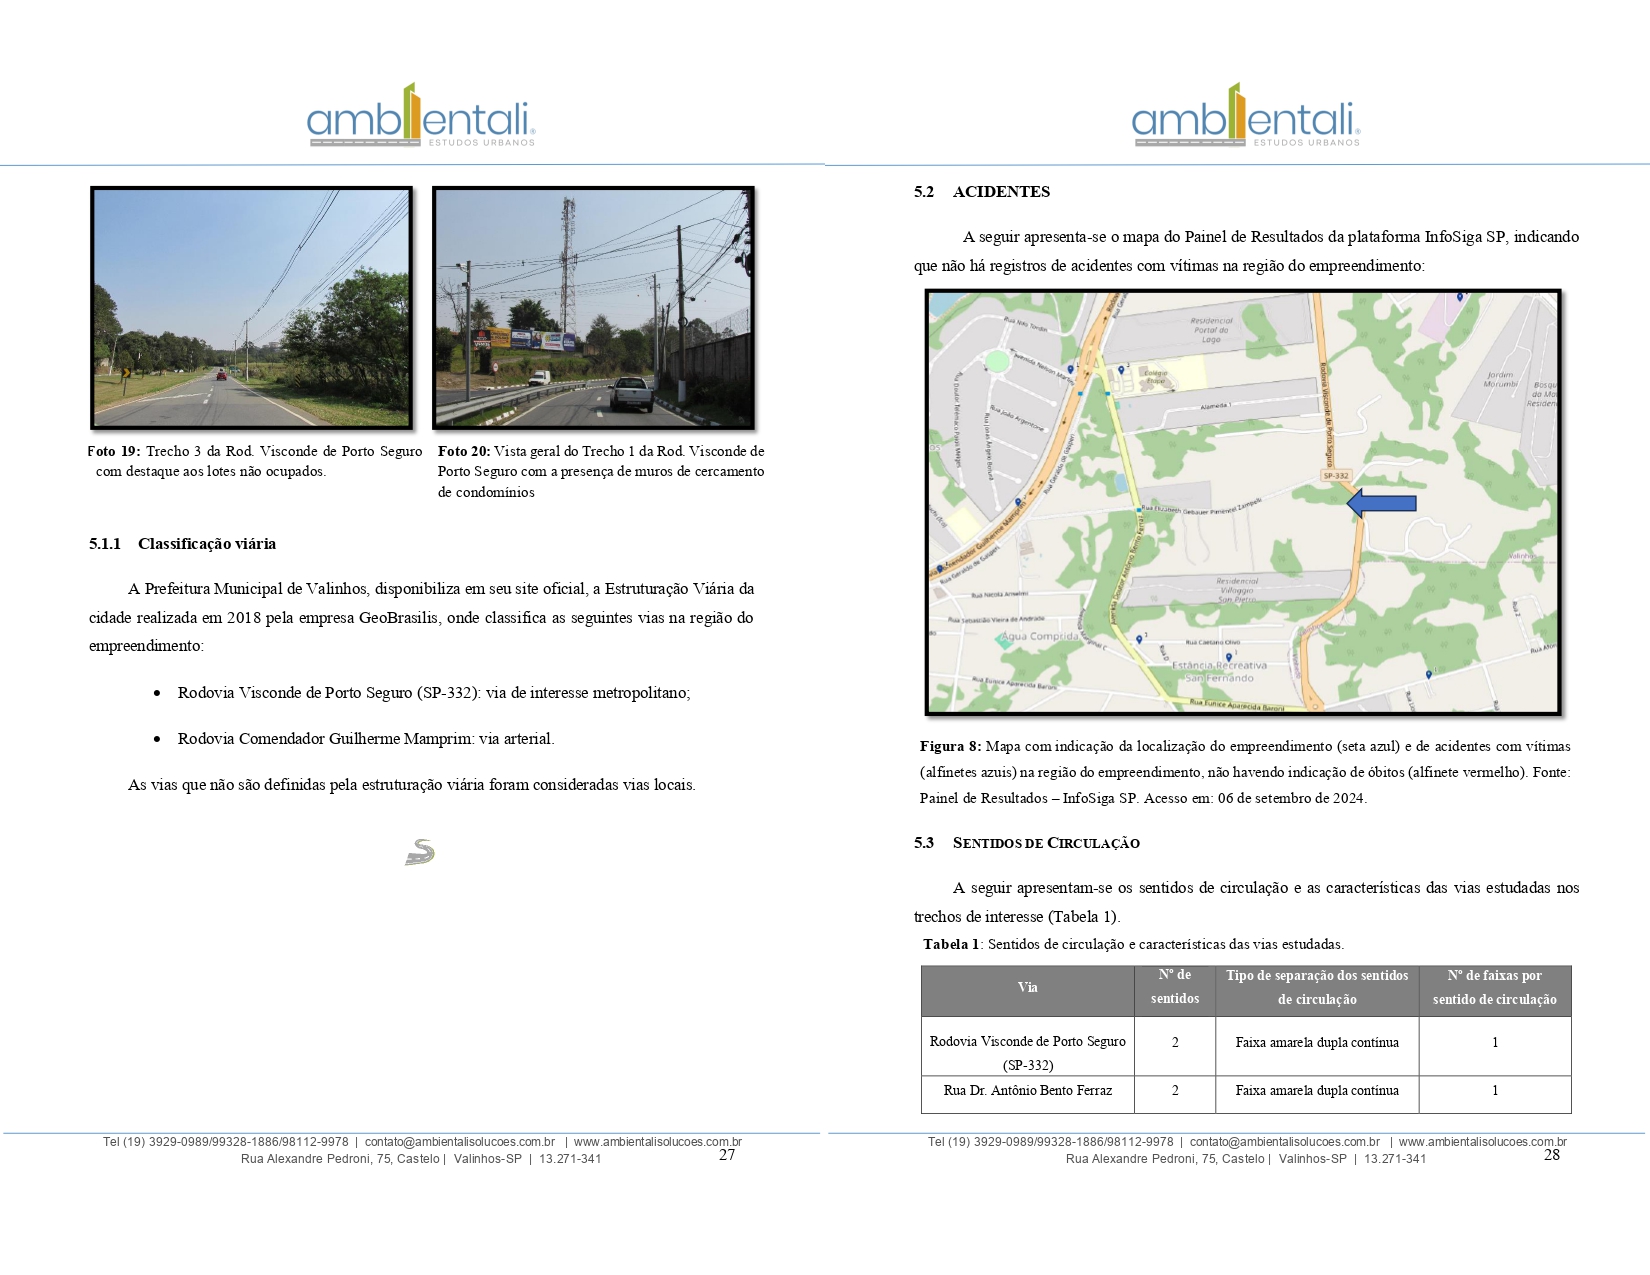 ambientali®
ESTUDOS URBANOS
Foto 19: Trecho 3 da Rod. Visconde de Porto Seguro
com destaque aos lotes não ocupados.
Foto 20: Vista geral do Trecho 1 da Rod. Visconde de
Porto Seguro com a presença de muros de cercamento
de condomínios
5.1.1 Classificação viária
A Prefeitura Municipal de Valinhos, disponibiliza em seu site oficial, a Estruturação Viária da
cidade realizada em 2018 pela empresa GeoBrasilis, onde classifica as seguintes vias na região do
empreendimento:
• Rodovia Visconde de Porto Seguro (SP-332): via de interesse metropolitano;
• Rodovia Comendador Guilherme Mamprim: via arterial.
As vias que não são definidas pela estruturação viária foram consideradas vias locais.
Tel (19) 3929-0989/99328-1886/98112-9978 | contato@ambientalisolucoes.com.br | www.ambientalisolucoes.com.br
Rua Alexandre Pedroni, 75, Castelo | Valinhos-SP | 13.271-341
27
ambientali®
ESTUDOS URBANOS
5.2 ACIDENTES
A seguir apresenta-se o mapa do Painel de Resultados da plataforma InfoSiga SP, indicando
que não há registros de acidentes com vítimas na região do empreendimento:
Rua Nilo Tordin
Avenida Nelson Martini
Rua João Argentone
Rua Geraldo de Gasperi
Residencial
Portal do
Lago
Colégio
Etapa
Alameda 1
Rodovia Visconde de Porto Seguro
SP-332
Jardim
Morumbi
Rua Elizabeth Gebauer Pimentel Zampelli
Residencial
Villaggio
San Pietro
Valinhos
Rua Nicola Anselmi
Rua Sebastião Vieira de Andrade
Água Comprida
Rua Caetano Olivo
Rua D
Estância Recreativa
San Fernando
Rua Z
Rua Eunice Aparecida Baroni
Rua Eunice Aparecida Baroni
Figura 8: Mapa com indicação da localização do empreendimento (seta azul) e de acidentes com vítimas
(alfinetes azuis) na região do empreendimento, não havendo indicação de óbitos (alfinete vermelho). Fonte:
Painel de Resultados – InfoSiga SP. Acesso em: 06 de setembro de 2024.
5.3 SENTIDOS DE CIRCULAÇÃO
A seguir apresentam-se os sentidos de circulação e as características das vias estudadas nos
trechos de interesse (Tabela 1).
Tabela 1: Sentidos de circulação e características das vias estudadas.
Via
Nº de
sentidos
Tipo de separação dos sentidos
de circulação
Nº de faixas por
sentido de circulação
Rodovia Visconde de Porto Seguro
(SP-332)
2
Faixa amarela dupla contínua
1
Rua Dr. Antônio Bento Ferraz
2
Faixa amarela dupla contínua
1
Tel (19) 3929-0989/99328-1886/98112-9978 | contato@ambientalisolucoes.com.br | www.ambientalisolucoes.com.br
Rua Alexandre Pedroni, 75, Castelo | Valinhos-SP | 13.271-341
28